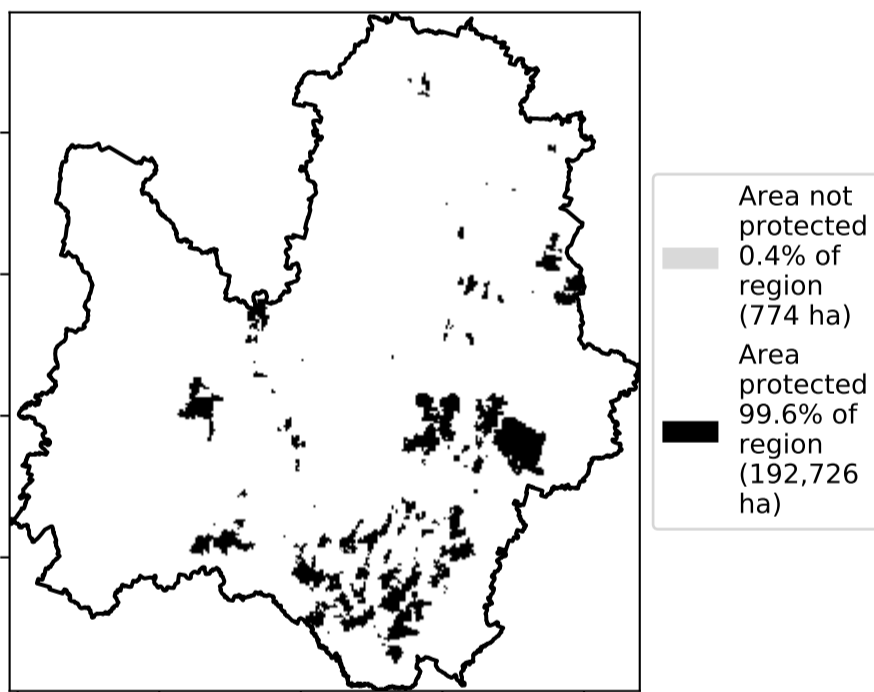 Area not
protected
0.4% of
region
(774 ha)
Area
protected
99.6% of
region
(192,726
ha)